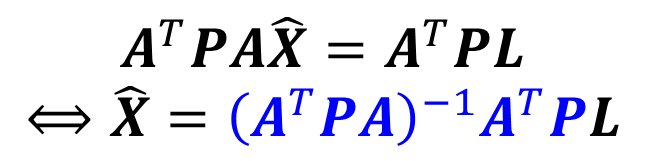 AᵀPAX̂ = AᵀPL
⟺ X̂ = (AᵀPA)⁻¹AᵀPL